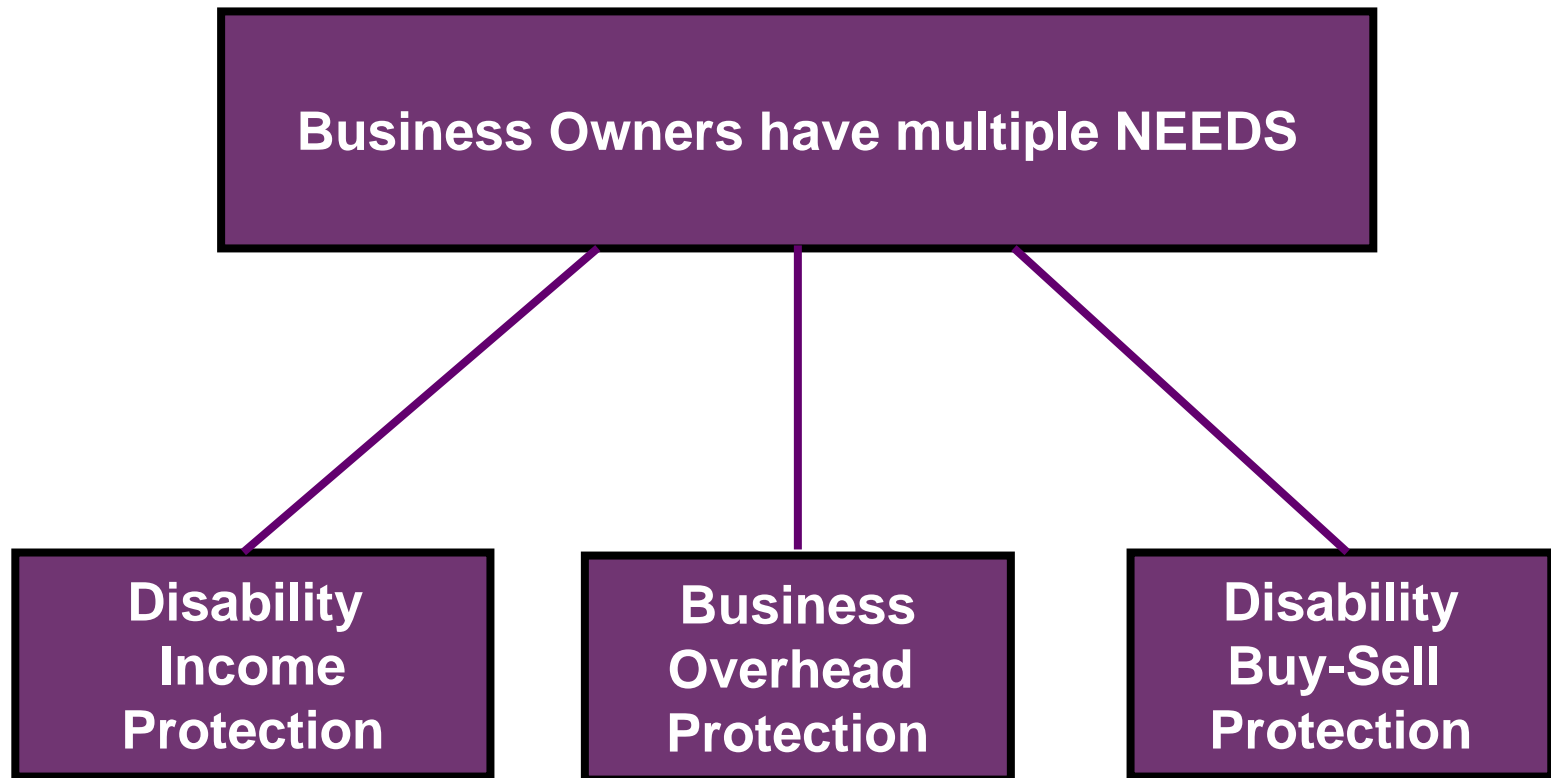 Business Owners have multiple NEEDS
Disability
Income
Protection
Business
Overhead
Protection
Disability
Buy-Sell
Protection